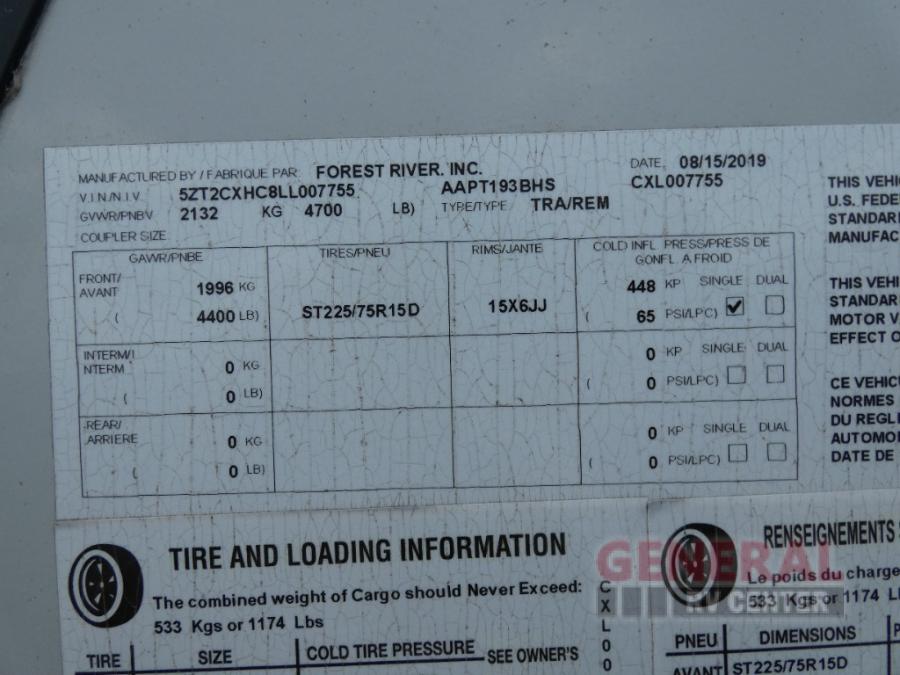 MANUFACTURED BY / FABRIQUE PAR: FOREST RIVER, INC. DATE: 08/15/2019
V.I.N./N.I.V. 5ZT2CXHC8LL007755 AAPT193BHS CXL007755
GVWR/PNBV 2132 KG 4700 LB) TYPE/TYPE TRA/REM
COUPLER SIZE
GAWR/PNBE TIRES/PNEU RIMS/JANTE COLD INFL. PRESS/PRESS DE
GONFL. A FROID
FRONT/
AVANT 1996 KG 448 KP SINGLE DUAL
( 4400 LB) ST225/75R15D 15X6JJ ( 65 PSI/LPC)
INTERM/I
NTERM 0 KG 0 KP SINGLE DUAL
( 0 LB) ( 0 PSI/LPC)
REAR/
ARRIERE 0 KG 0 KP SINGLE DUAL
( 0 LB) ( 0 PSI/LPC)
THIS VEHI
U.S. FEDE
STANDAR
MANUFAC
THIS VEHI
STANDAR
MOTOR V
EFFECT O
CE VEHIC
NORMES
DU REGL
AUTOMO
DATE DE
TIRE AND LOADING INFORMATION
The combined weight of Cargo should Never Exceed:
533 Kgs or 1174 Lbs
TIRE SIZE COLD TIRE PRESSURE SEE OWNER'S
CXL00
RENSEIGNEMENTS S
Le poids du charge
533 Kgs or 1174 L
PNEU DIMENSIONS P
AVANT ST225/75R15D
GENERAL
RV CENTER